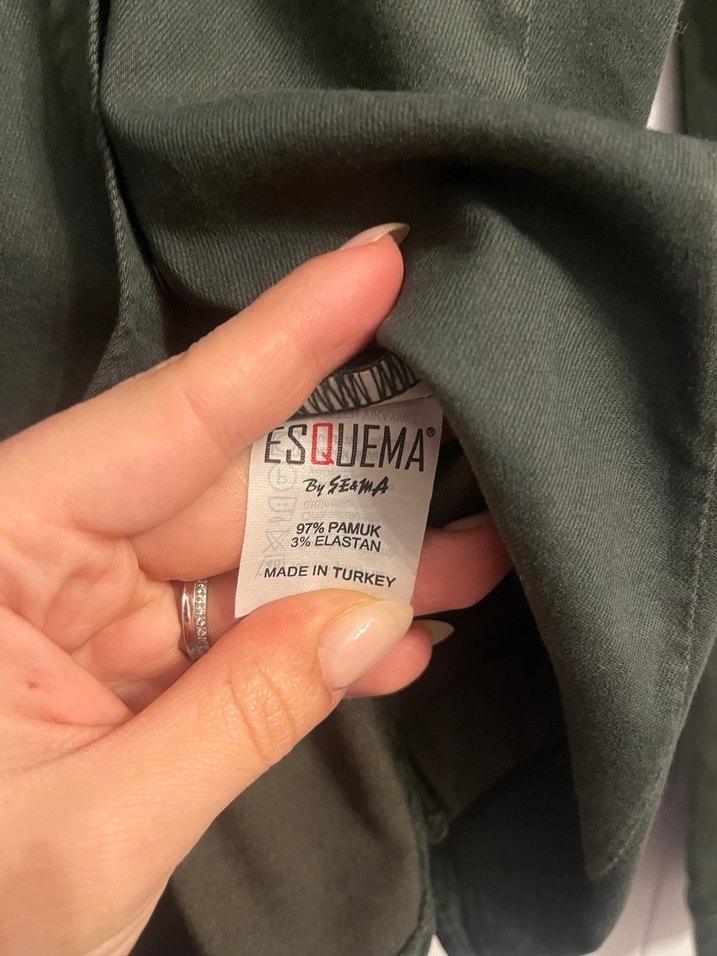 ESQUEMA®
By SE&MA
97% PAMUK
3% ELASTAN
MADE IN TURKEY